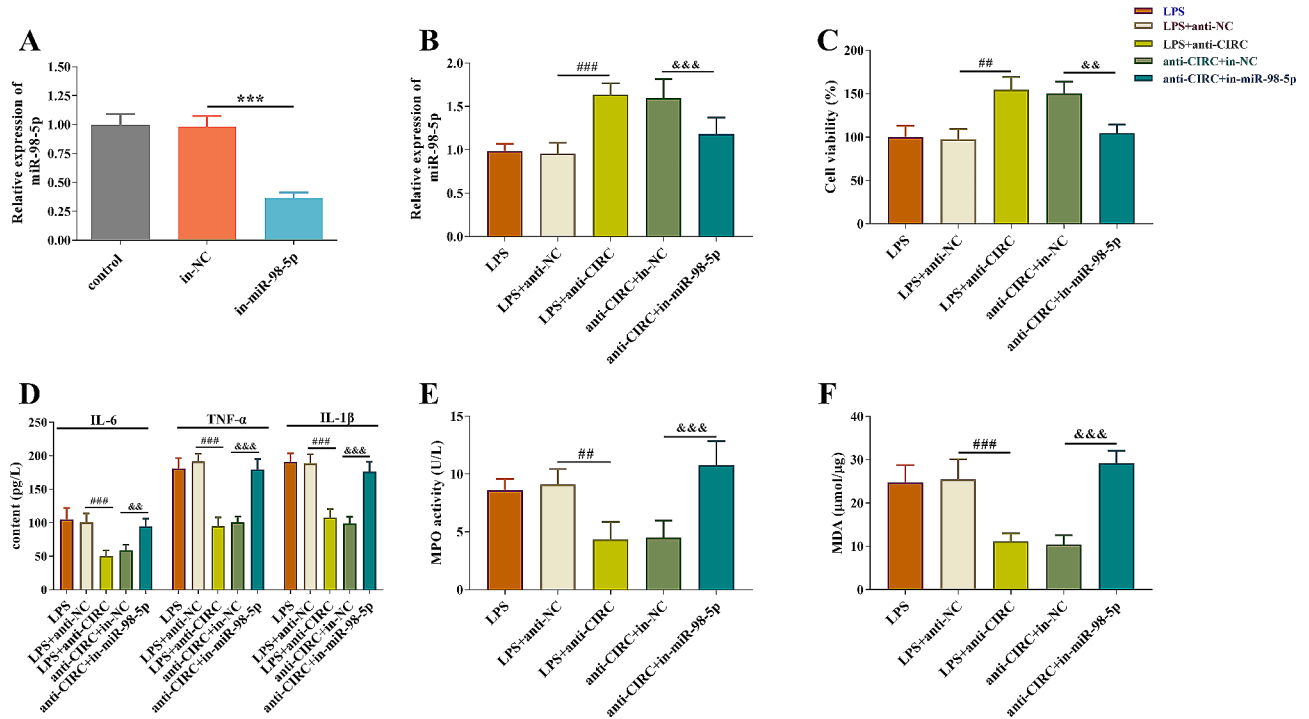 A
Relative expression of
miR-98-5p
1.50
1.25
1.00
0.75
0.50
0.25
0.00
***
control
in-NC
in-miR-98-5p
B
Relative expression of
miR-98-5p
2.0
1.5
1.0
0.5
0.0
###
&&&
LPS
LPS+anti-NC
LPS+anti-CIRC
anti-CIRC+in-NC
anti-CIRC+in-miR-98-5p
C
Cell viability (%)
200
150
100
50
0
##
&&
LPS
LPS+anti-NC
LPS+anti-CIRC
anti-CIRC+in-NC
anti-CIRC+in-miR-98-5p
LPS
LPS+anti-NC
LPS+anti-CIRC
anti-CIRC+in-NC
anti-CIRC+in-miR-98-5p
D
content (pg/L)
250
200
150
100
50
0
IL-6
TNF-α
IL-1β
###
&&
###
&&&
###
&&&
LPS
LPS+anti-NC
LPS+anti-CIRC
anti-CIRC+in-NC
anti-CIRC+in-miR-98-5p
LPS
LPS+anti-NC
LPS+anti-CIRC
anti-CIRC+in-NC
anti-CIRC+in-miR-98-5p
LPS
LPS+anti-NC
LPS+anti-CIRC
anti-CIRC+in-NC
anti-CIRC+in-miR-98-5p
E
MPO activity (U/L)
15
10
5
0
##
&&&
LPS
LPS+anti-NC
LPS+anti-CIRC
anti-CIRC+in-NC
anti-CIRC+in-miR-98-5p
F
MDA (μmol/μg)
40
30
20
10
0
###
&&&
LPS
LPS+anti-NC
LPS+anti-CIRC
anti-CIRC+in-NC
anti-CIRC+in-miR-98-5p